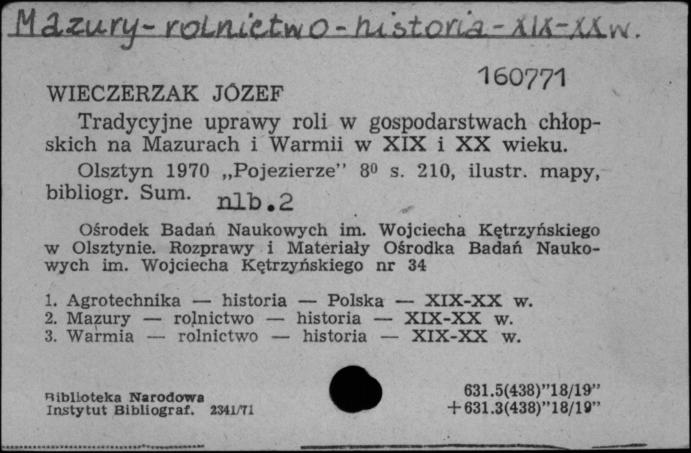 Mazury - rolnictwo - historia - XIX-XX w.
160771
WIECZERZAK JÓZEF
Tradycyjne uprawy roli w gospodarstwach chłop-
skich na Mazurach i Warmii w XIX i XX wieku.
Olsztyn 1970 „Pojezierze” 8⁰ s. 210, ilustr. mapy,
bibliogr. Sum. nlb.2
Ośrodek Badań Naukowych im. Wojciecha Kętrzyńskiego
w Olsztynie. Rozprawy i Materiały Ośrodka Badań Nauko-
wych im. Wojciecha Kętrzyńskiego nr 34
1. Agrotechnika — historia — Polska — XIX-XX w.
2. Mazury — rolnictwo — historia — XIX-XX w.
3. Warmia — rolnictwo — historia — XIX-XX w.
Biblioteka Narodowa
Instytut Bibliograf. 2341/71
631.5(438)”18/19”
+631.3(438)”18/19”